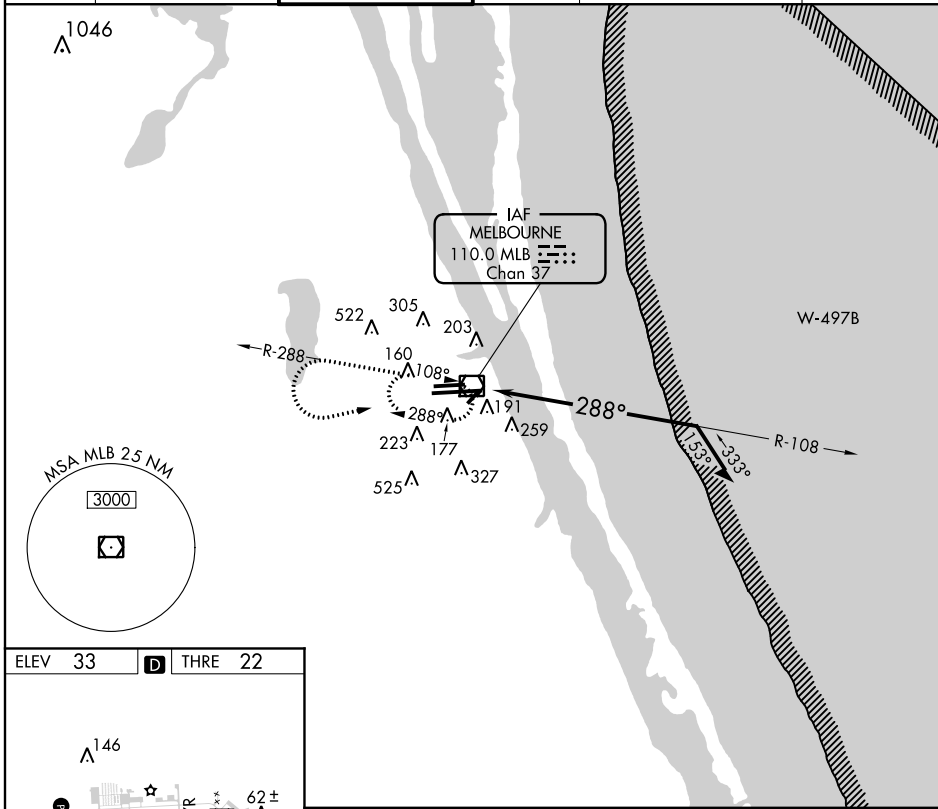 1046
IAF
MELBOURNE
110.0 MLB
Chan 37
W-497B
305
522
203
R-288
160
108°
288°
191
288°
259
223
177
R-108
153°
333°
327
525
MSA MLB 25 NM
3000
ELEV 33 D THRE 22
146
62±